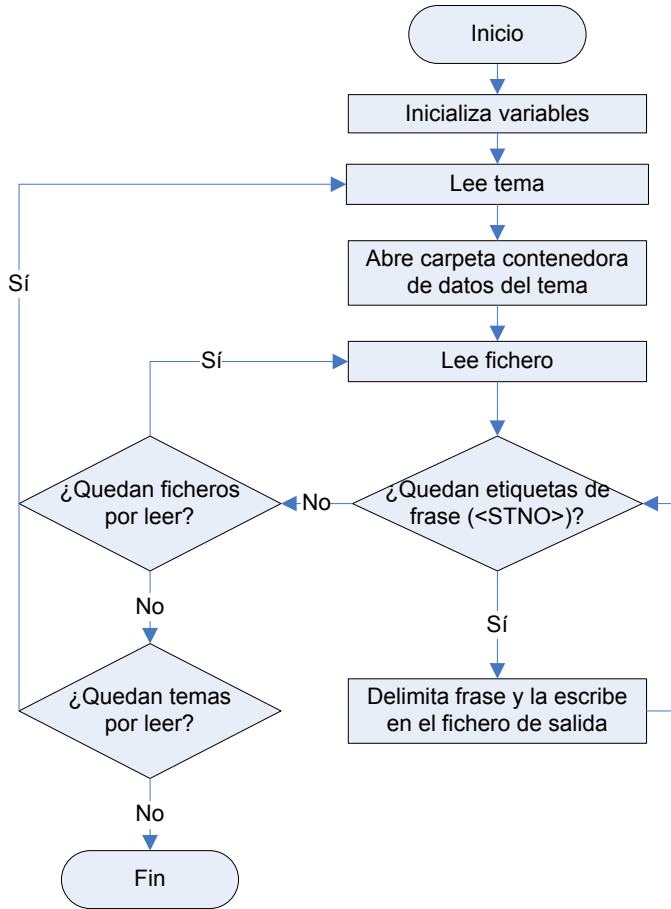 Inicio
Inicializa variables
Lee tema
Abre carpeta contenedora
de datos del tema
Sí
Lee fichero
Sí
¿Quedan ficheros
por leer?
No
¿Quedan etiquetas de
frase (<STNO>)?
No
Sí
¿Quedan temas
por leer?
Delimita frase y la escribe
en el fichero de salida
No
Fin